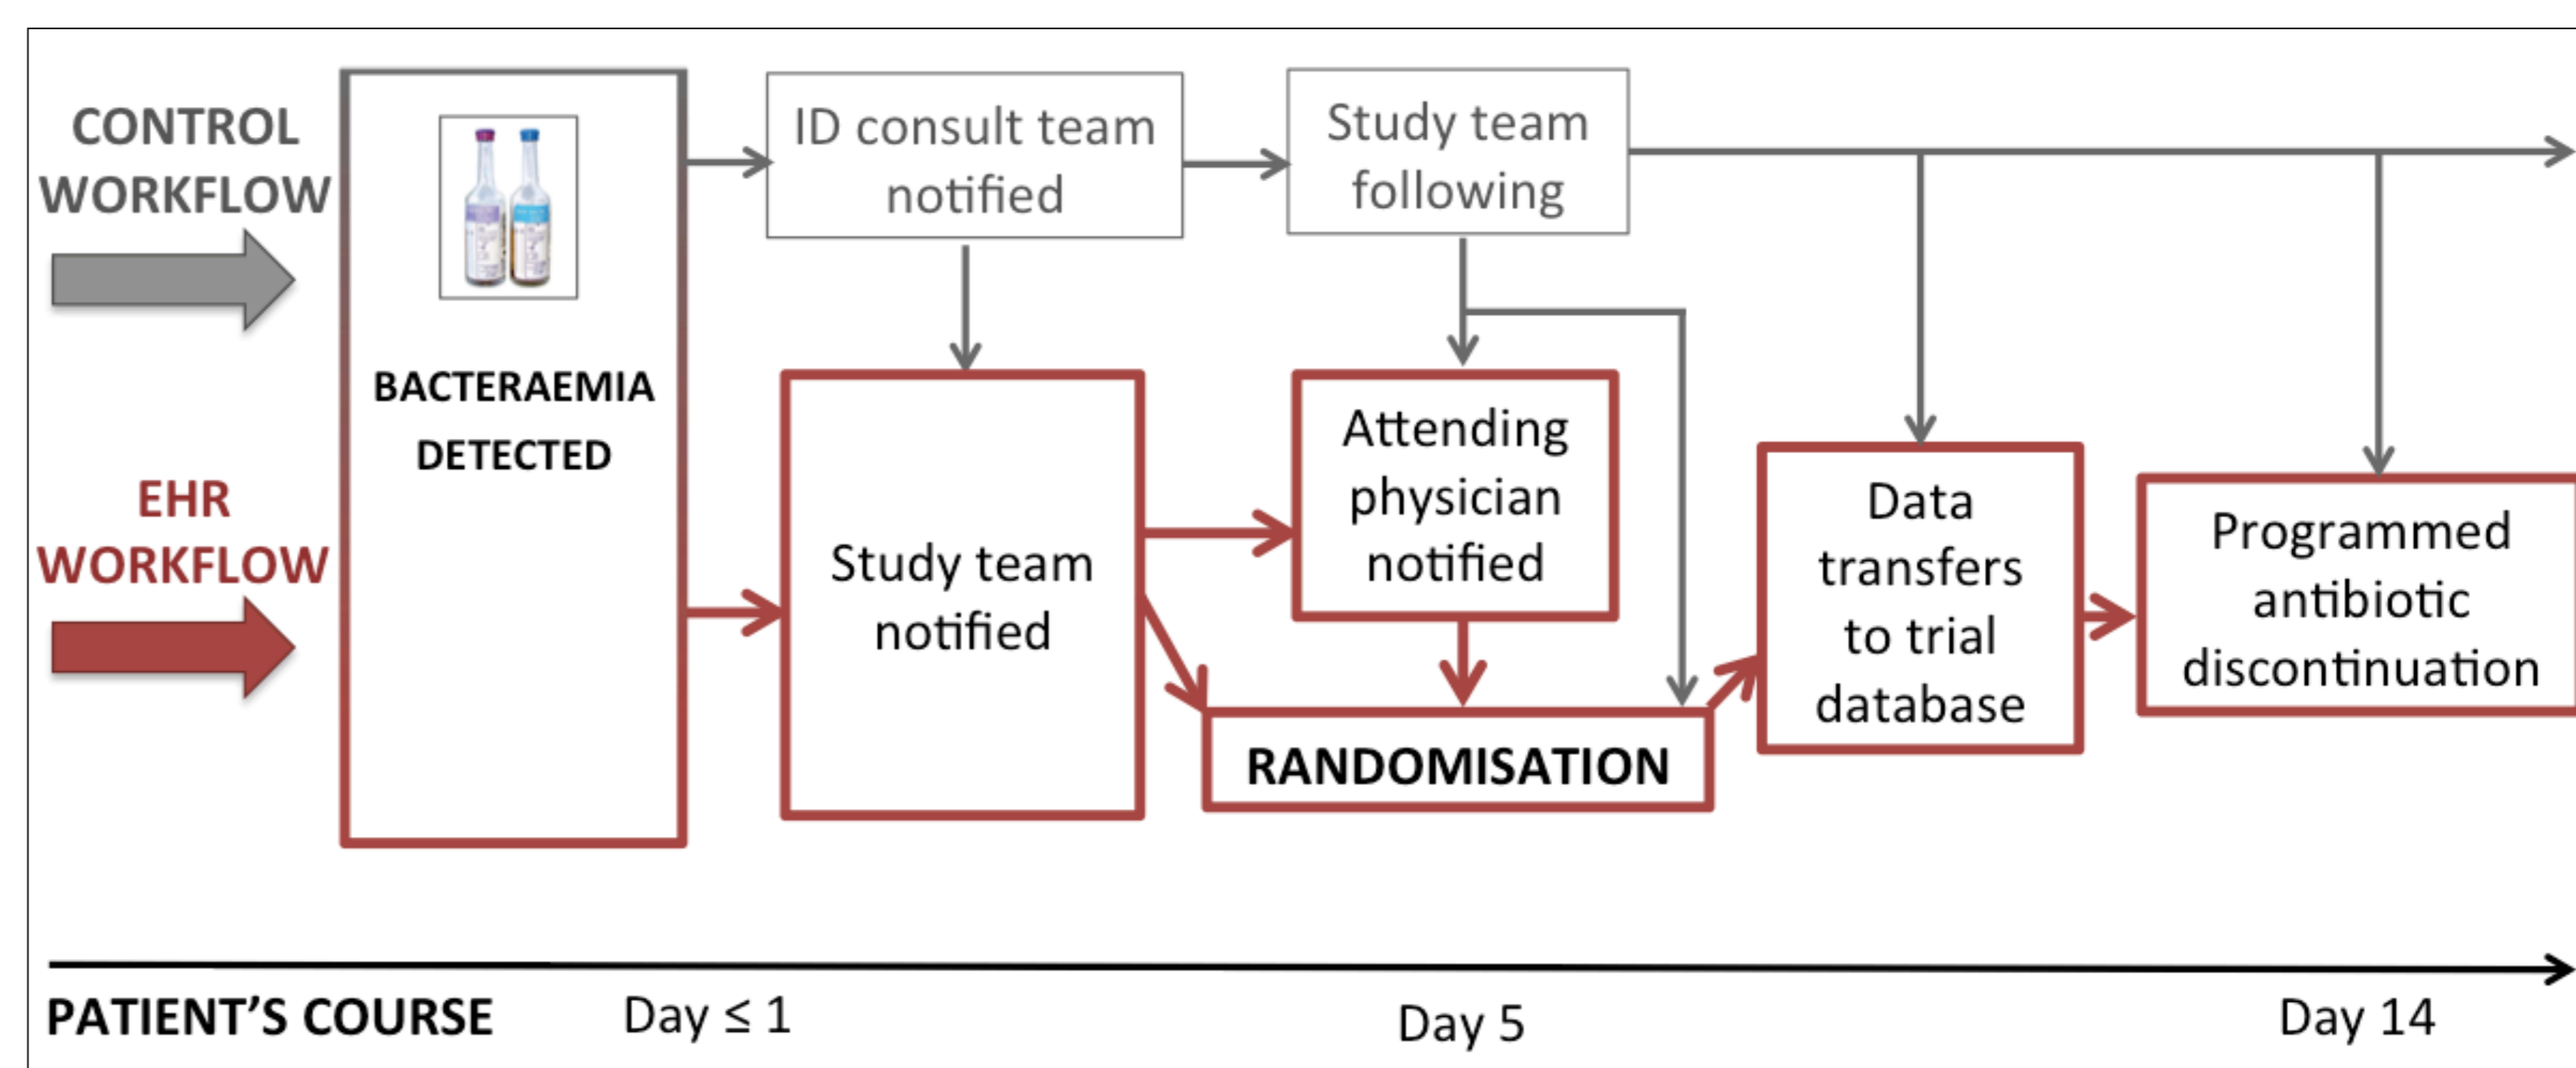 CONTROL
WORKFLOW
EHR
WORKFLOW
BACTERAEMIA
DETECTED
ID consult team
notified
Study team
following
Study team
notified
Attending
physician
notified
RANDOMISATION
Data
transfers
to trial
database
Programmed
antibiotic
discontinuation
PATIENT’S COURSE
Day ≤ 1
Day 5
Day 14